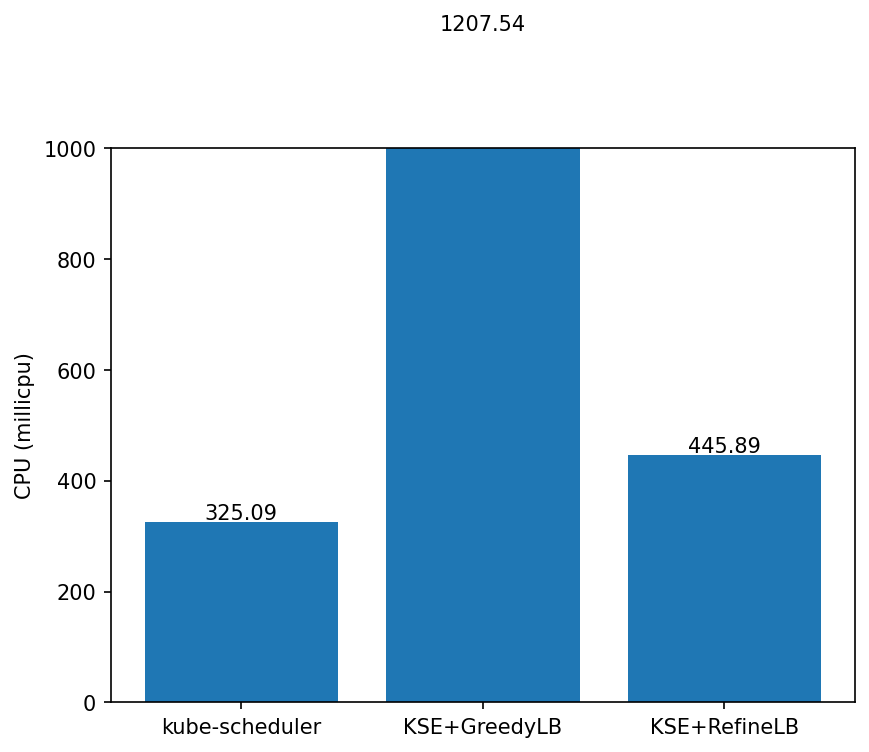 1207.54
1000
800
600
400
200
0
CPU (millicpu)
325.09
445.89
kube-scheduler
KSE+GreedyLB
KSE+RefineLB